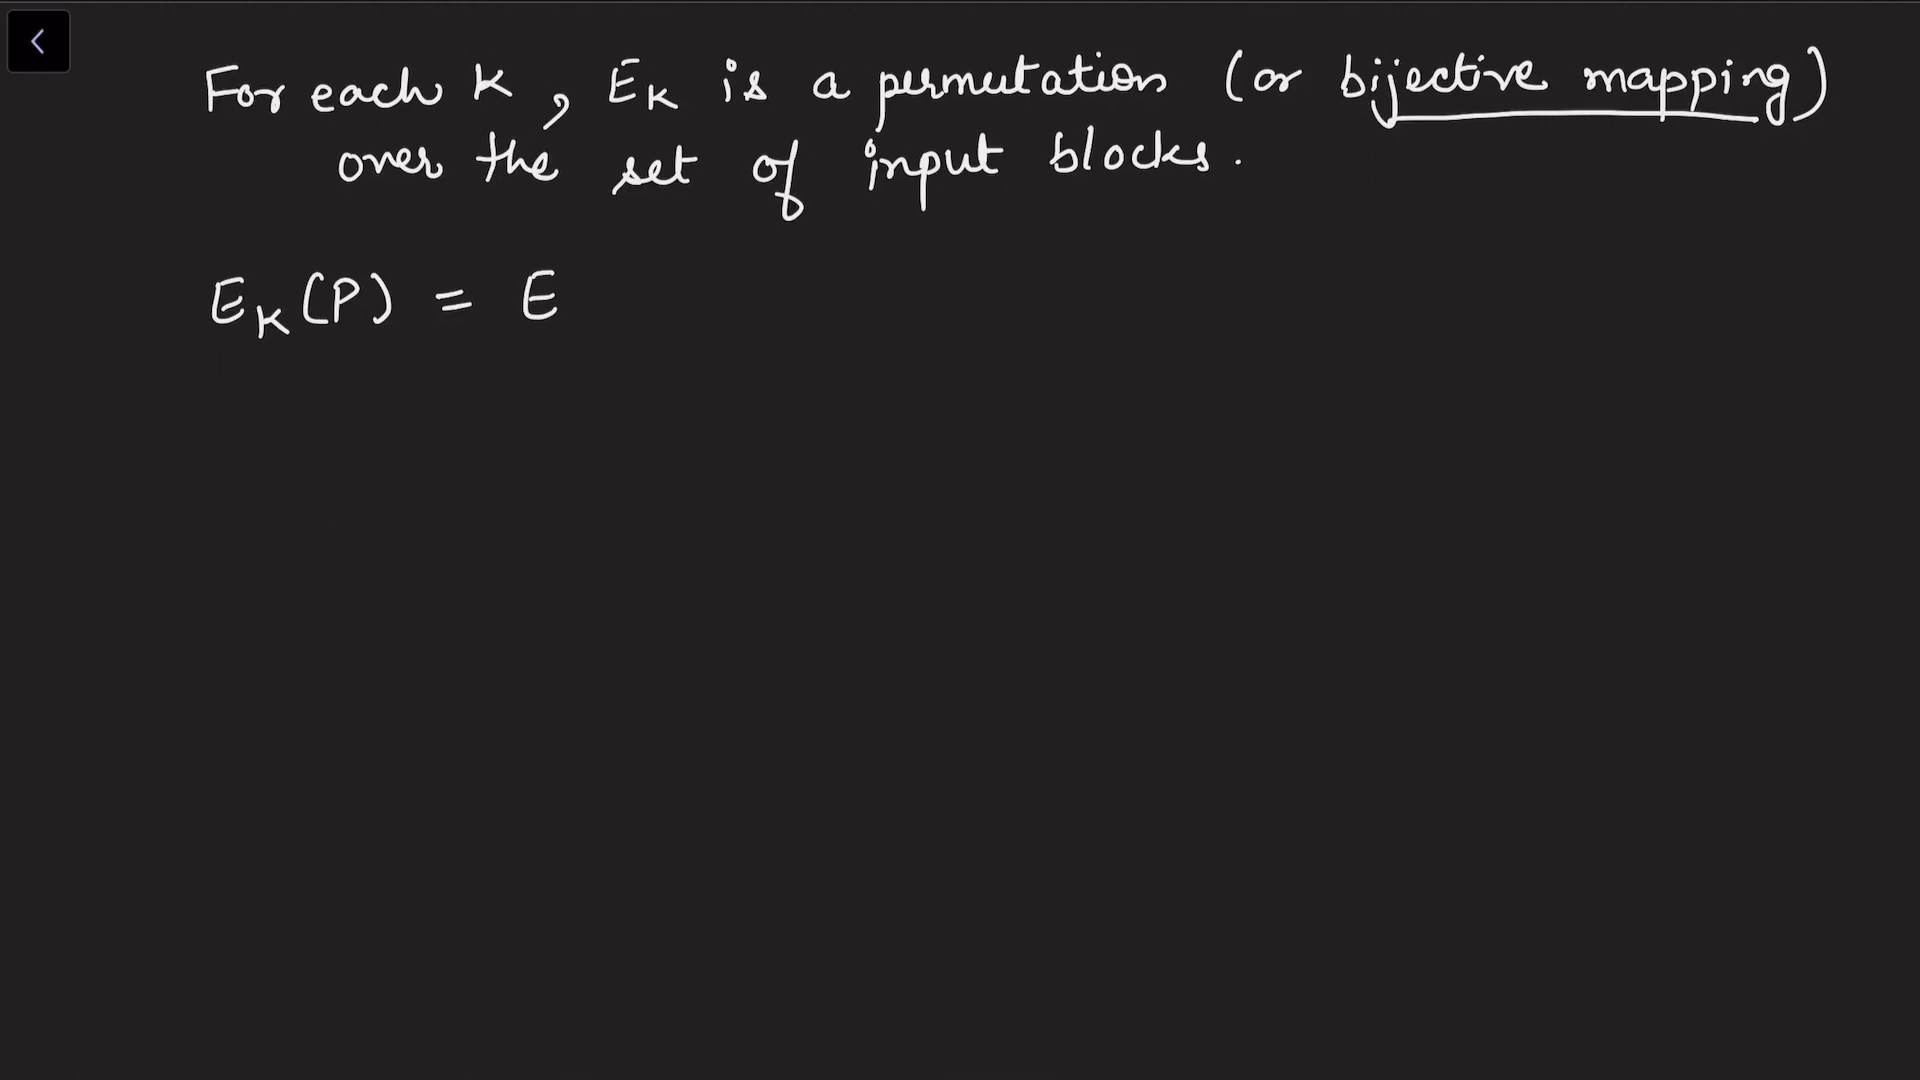 For each K, E_K is a permutation (or bijective mapping)
over the set of input blocks.
E_K(P) = E